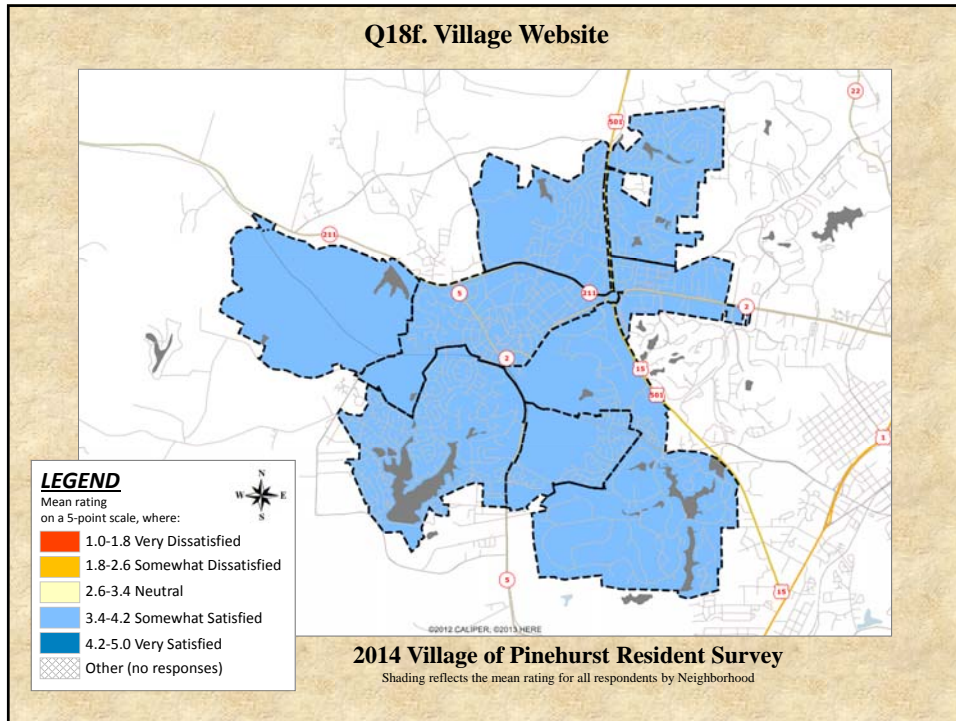 Q18f. Village Website
501
22
211
5
211
2
2
15
501
1
5
15
©2012 CALIPER, ©2013 HERE
LEGEND
N
W E
S
Mean rating
on a 5-point scale, where:
1.0-1.8 Very Dissatisfied
1.8-2.6 Somewhat Dissatisfied
2.6-3.4 Neutral
3.4-4.2 Somewhat Satisfied
4.2-5.0 Very Satisfied
Other (no responses)
2014 Village of Pinehurst Resident Survey
Shading reflects the mean rating for all respondents by Neighborhood